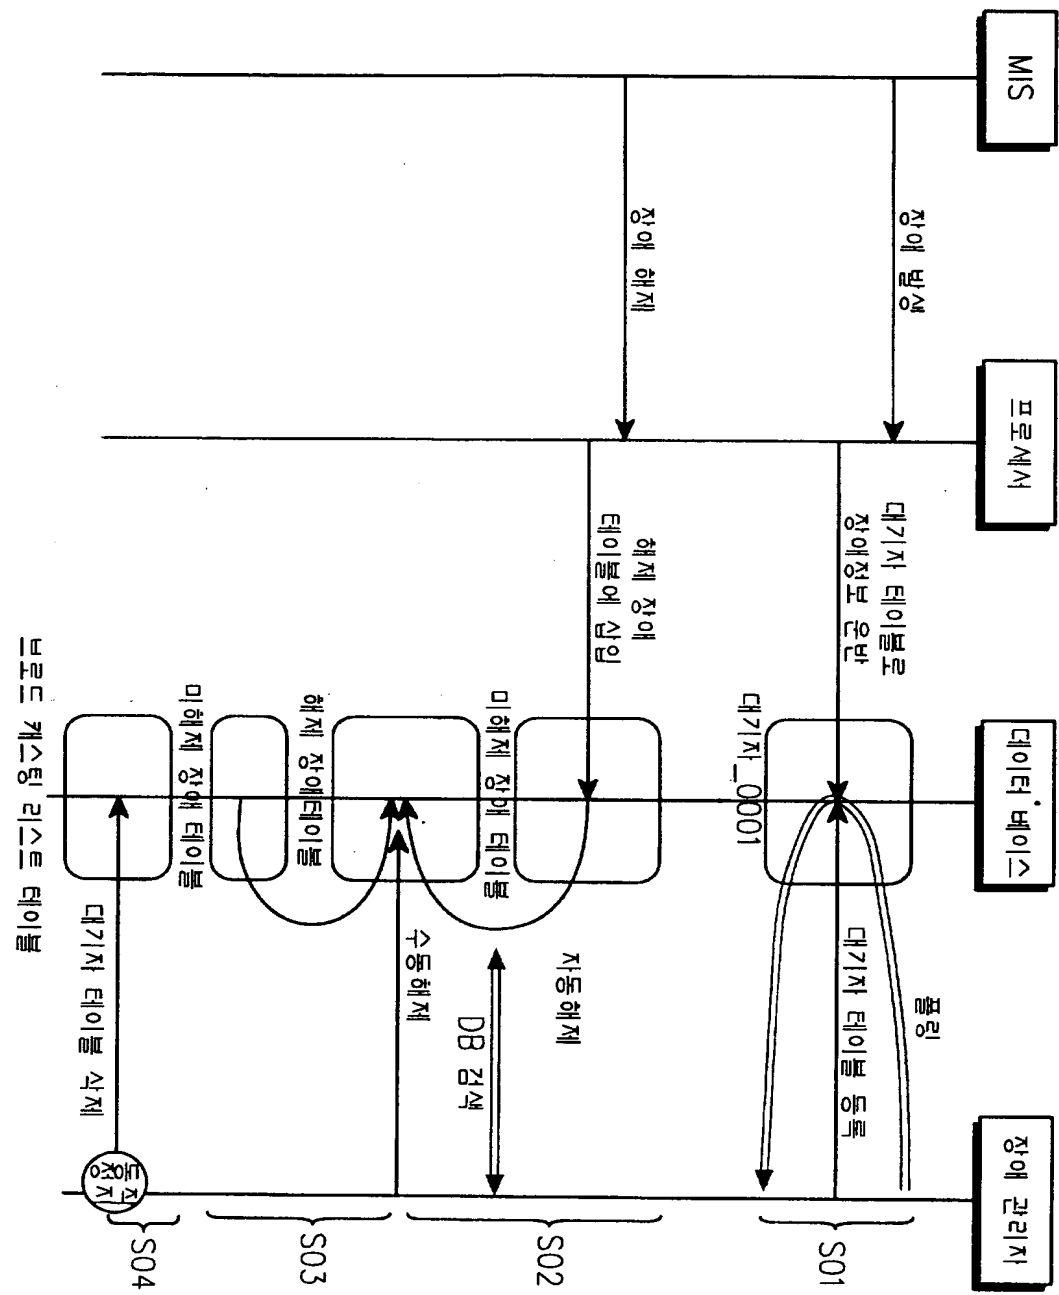 MIS
프로세서
데이터 베이스
장애 관리자
장애 발생
대기자 테이블로
장애정보 운반
폴링
대기자 테이블 등록
대기자_0001
S01
장애 해제
해제 장애
테이블에 삽입
미해제 장애 테이블
자동해제
DB 검색
S02
수동해제
해제 장애테이블
S03
미해제 장애 테이블
대기자 테이블 삭제
동작
정지
S04
브로드 캐스팅 리스트 테이블